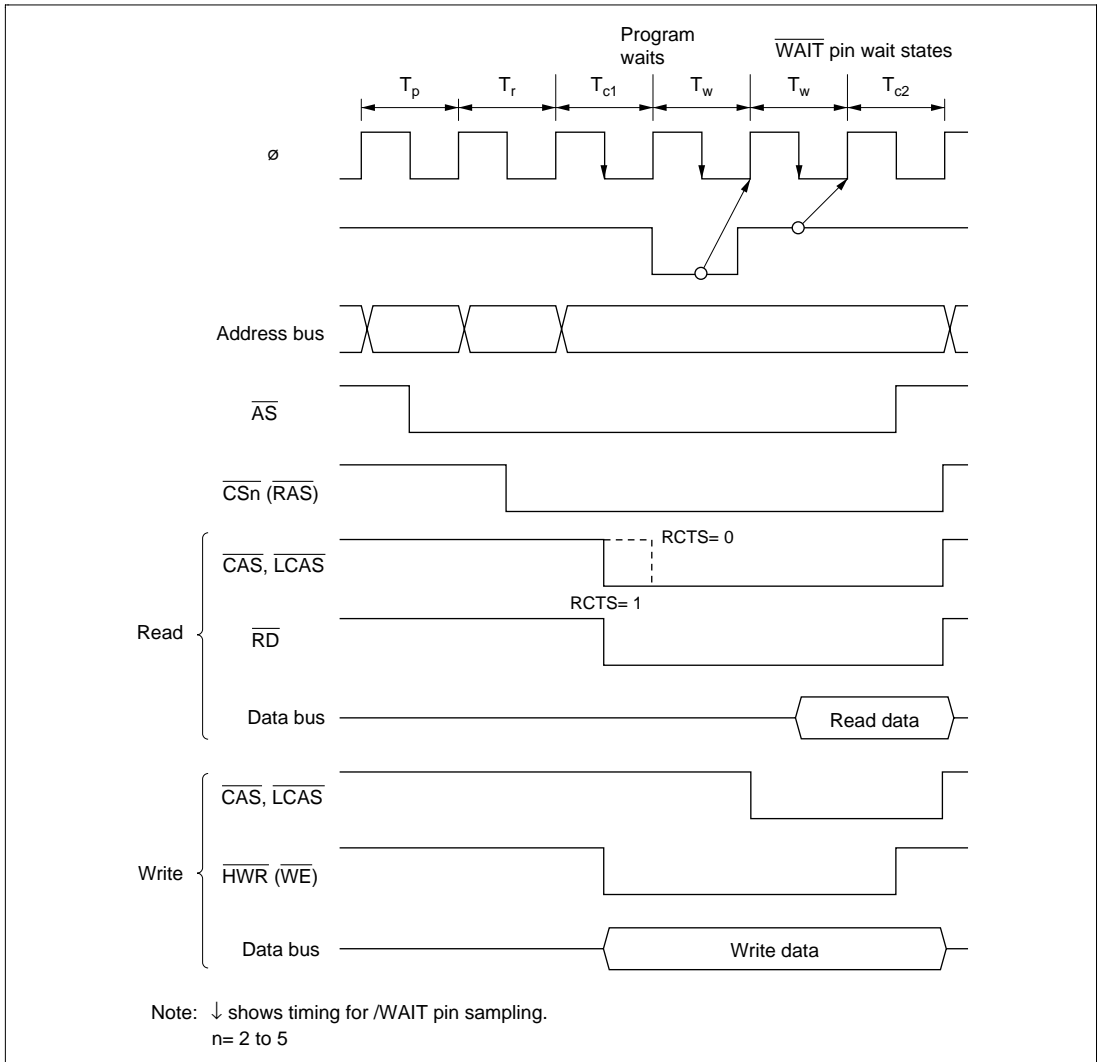 Program
waits
WAIT pin wait states
Tp Tr Tc1 Tw Tw Tc2
ø
Address bus
AS
CSn (RAS)
RCTS= 0
CAS, LCAS
RCTS= 1
Read
RD
Data bus
Read data
CAS, LCAS
Write
HWR (WE)
Data bus
Write data
Note: ↓ shows timing for /WAIT pin sampling.
n= 2 to 5